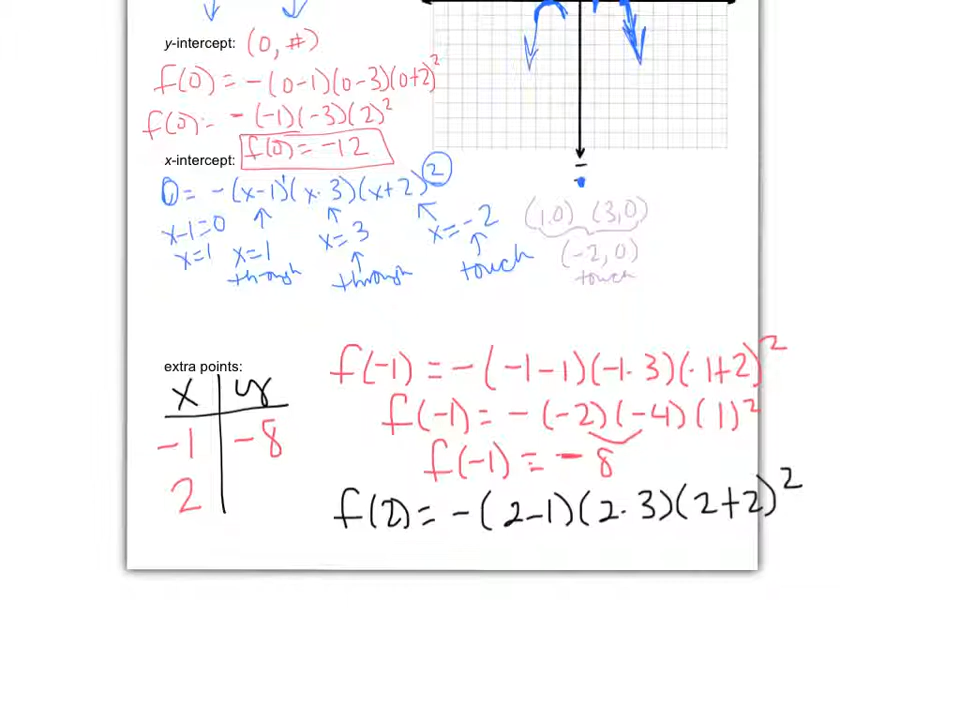 y-intercept: (0, #)
f(0) = -(0-1)(0-3)(0+2)²
f(0) = -(-1)(-3)(2)²
f(0) = -12
x-intercept:
0 = -(x-1)¹(x-3)(x+2)²
x-1=0
x=1
x=1
through
x=3
through
x=-2
touch
(1,0) (3,0)
(-2,0)
touch
extra points:
x y
-1 -8
2
f(-1) = -(-1-1)(-1-3)(-1+2)²
f(-1) = -(-2)(-4)(1)²
f(-1) = -8
f(2) = -(2-1)(2-3)(2+2)²